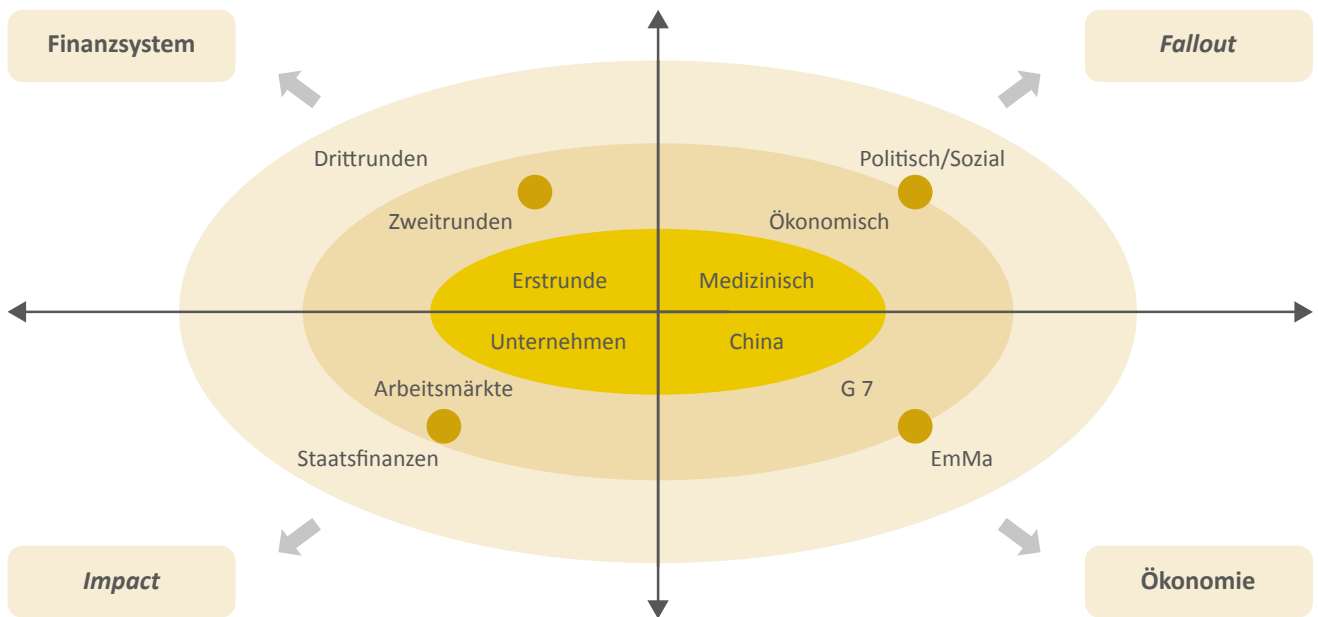 Finanzsystem
Fallout
Drittrunden
Politisch/Sozial
Zweitrunden
Ökonomisch
Erstrunde
Medizinisch
Unternehmen
China
Arbeitsmärkte
G 7
Staatsfinanzen
EmMa
Impact
Ökonomie